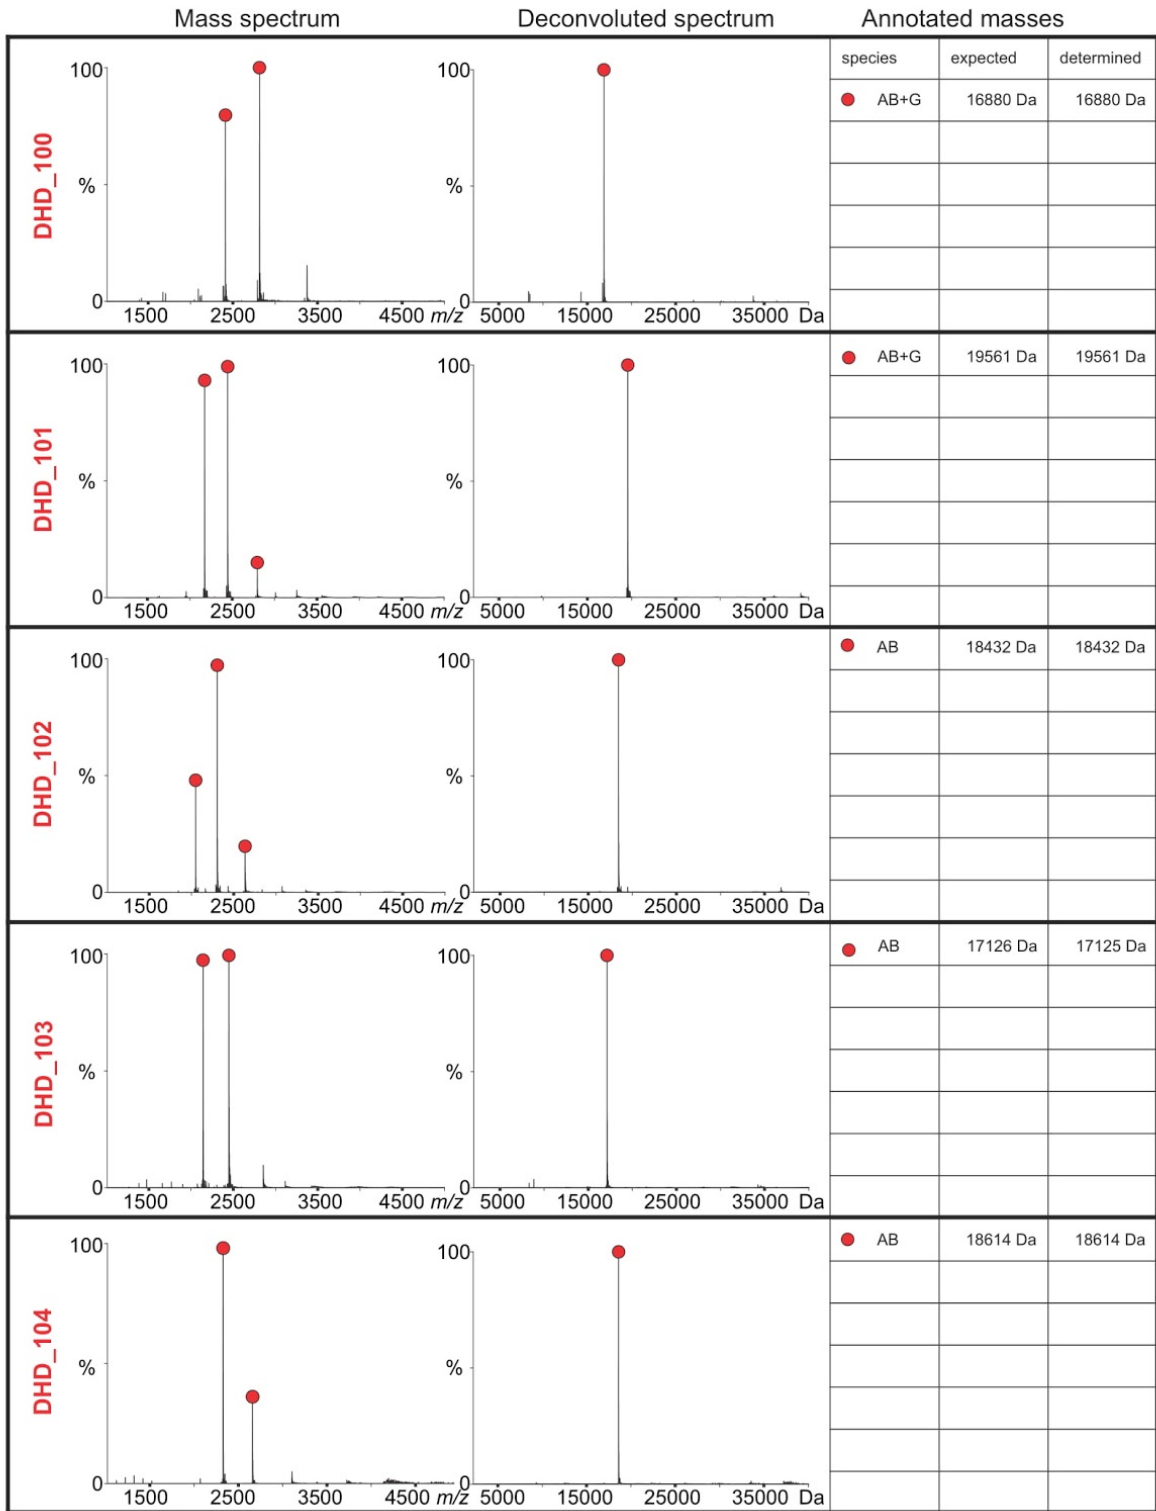 Mass spectrum Deconvoluted spectrum Annotated masses
species expected determined
DHD_100
100
%
0
1500 2500 3500 4500 m/z
100
%
0
5000 15000 25000 35000 Da
AB+G 16880 Da 16880 Da
DHD_101
100
%
0
1500 2500 3500 4500 m/z
100
%
0
5000 15000 25000 35000 Da
AB+G 19561 Da 19561 Da
DHD_102
100
%
0
1500 2500 3500 4500 m/z
100
%
0
5000 15000 25000 35000 Da
AB 18432 Da 18432 Da
DHD_103
100
%
0
1500 2500 3500 4500 m/z
100
%
0
5000 15000 25000 35000 Da
AB 17126 Da 17125 Da
DHD_104
100
%
0
1500 2500 3500 4500 m/z
100
%
0
5000 15000 25000 35000 Da
AB 18614 Da 18614 Da